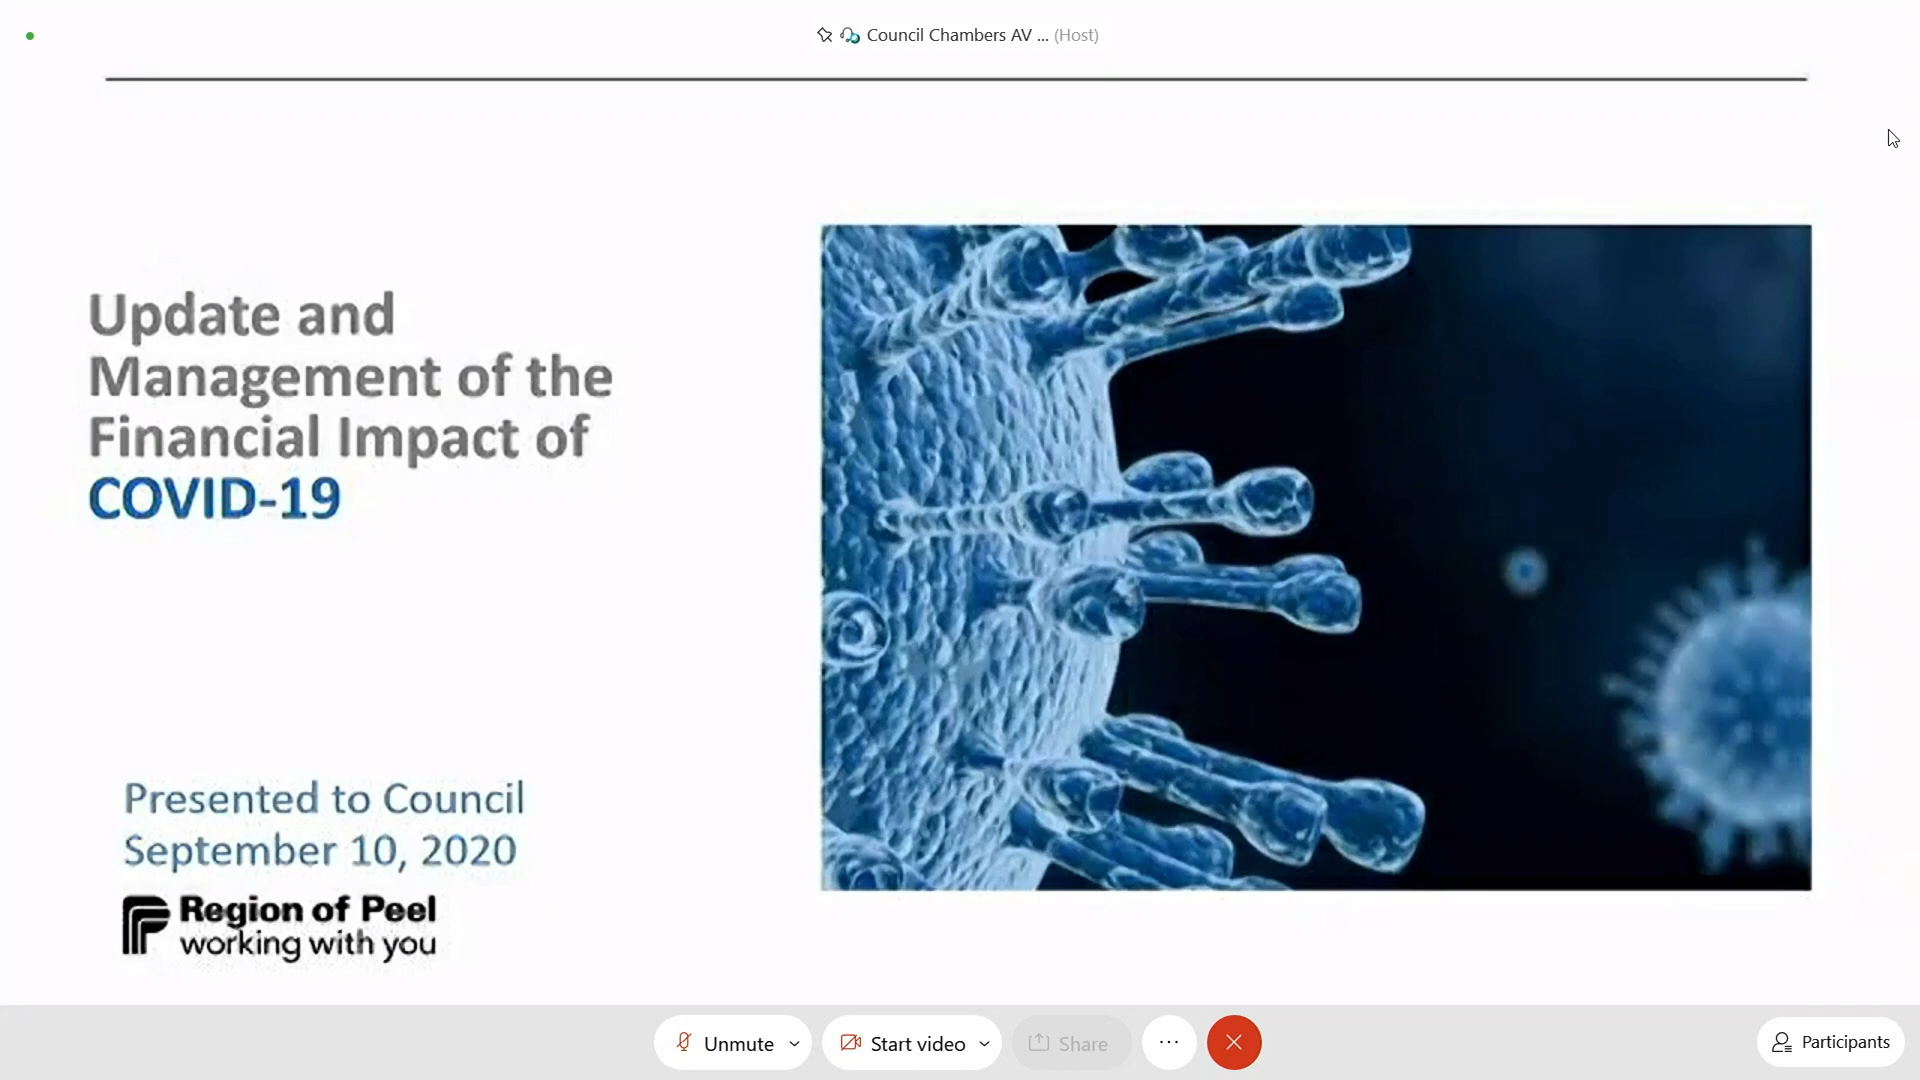 Council Chambers AV ... (Host)
Update and
Management of the
Financial Impact of
COVID-19
Presented to Council
September 10, 2020
Region of Peel
working with you
Unmute
Start video
Share
Participants